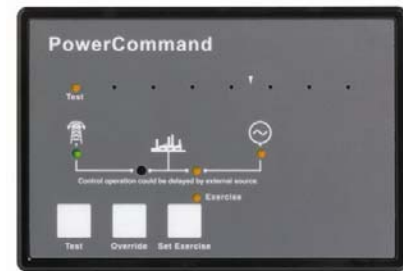 PowerCommand
Test
Control operation could be delayed by external source.
Exercise
Test Override Set Exercise